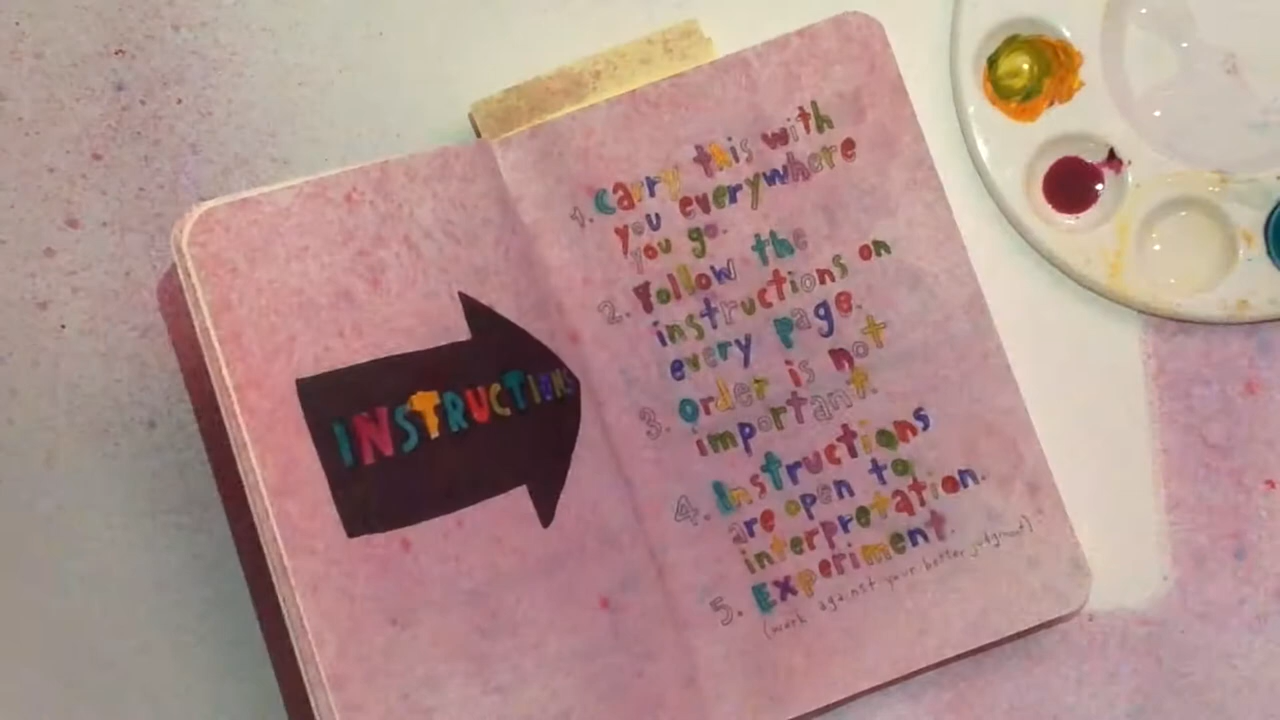 INSTRUCTIONS
1. Carry this with
you everywhere
you go.
2. Follow the
instructions on
every page.
3. Order is not
important.
4. Instructions
are open to
interpretation.
5. Experiment.
(work against your better judgment)